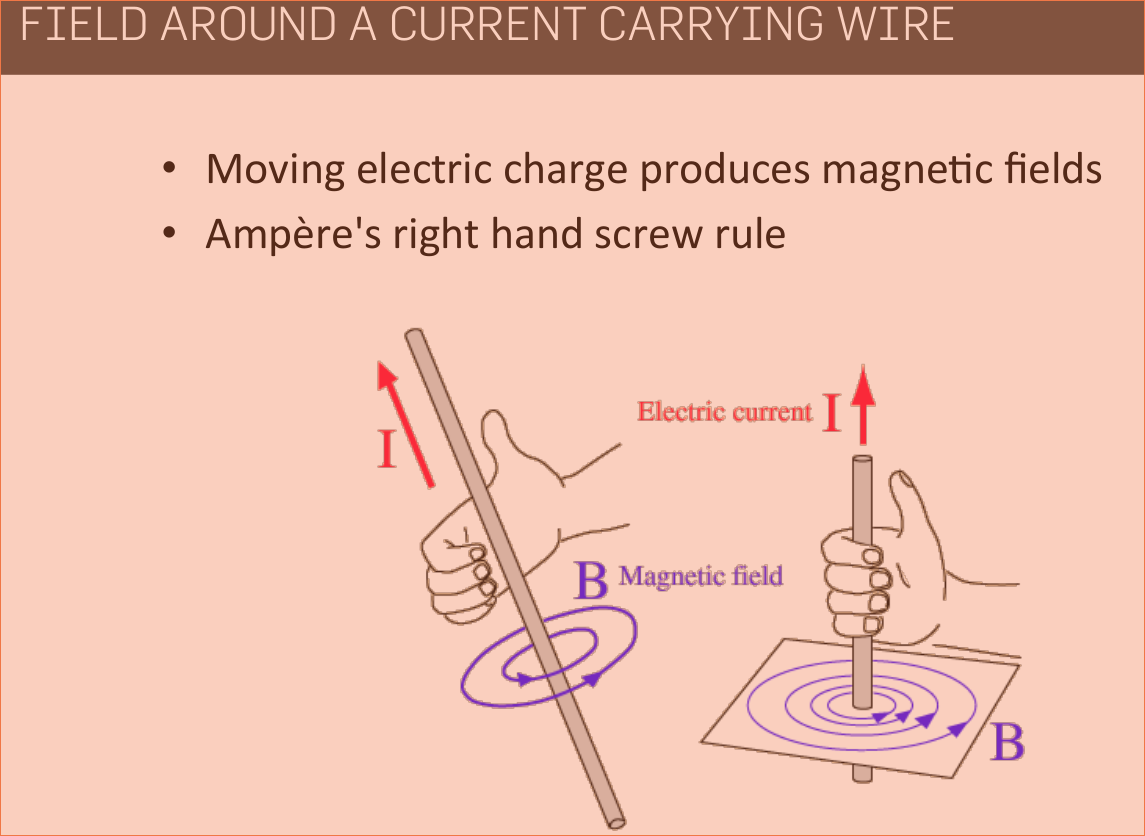 FIELD AROUND A CURRENT CARRYING WIRE
• Moving electric charge produces magnetic fields
• Ampère's right hand screw rule
I
Electric current I
B Magnetic field
B